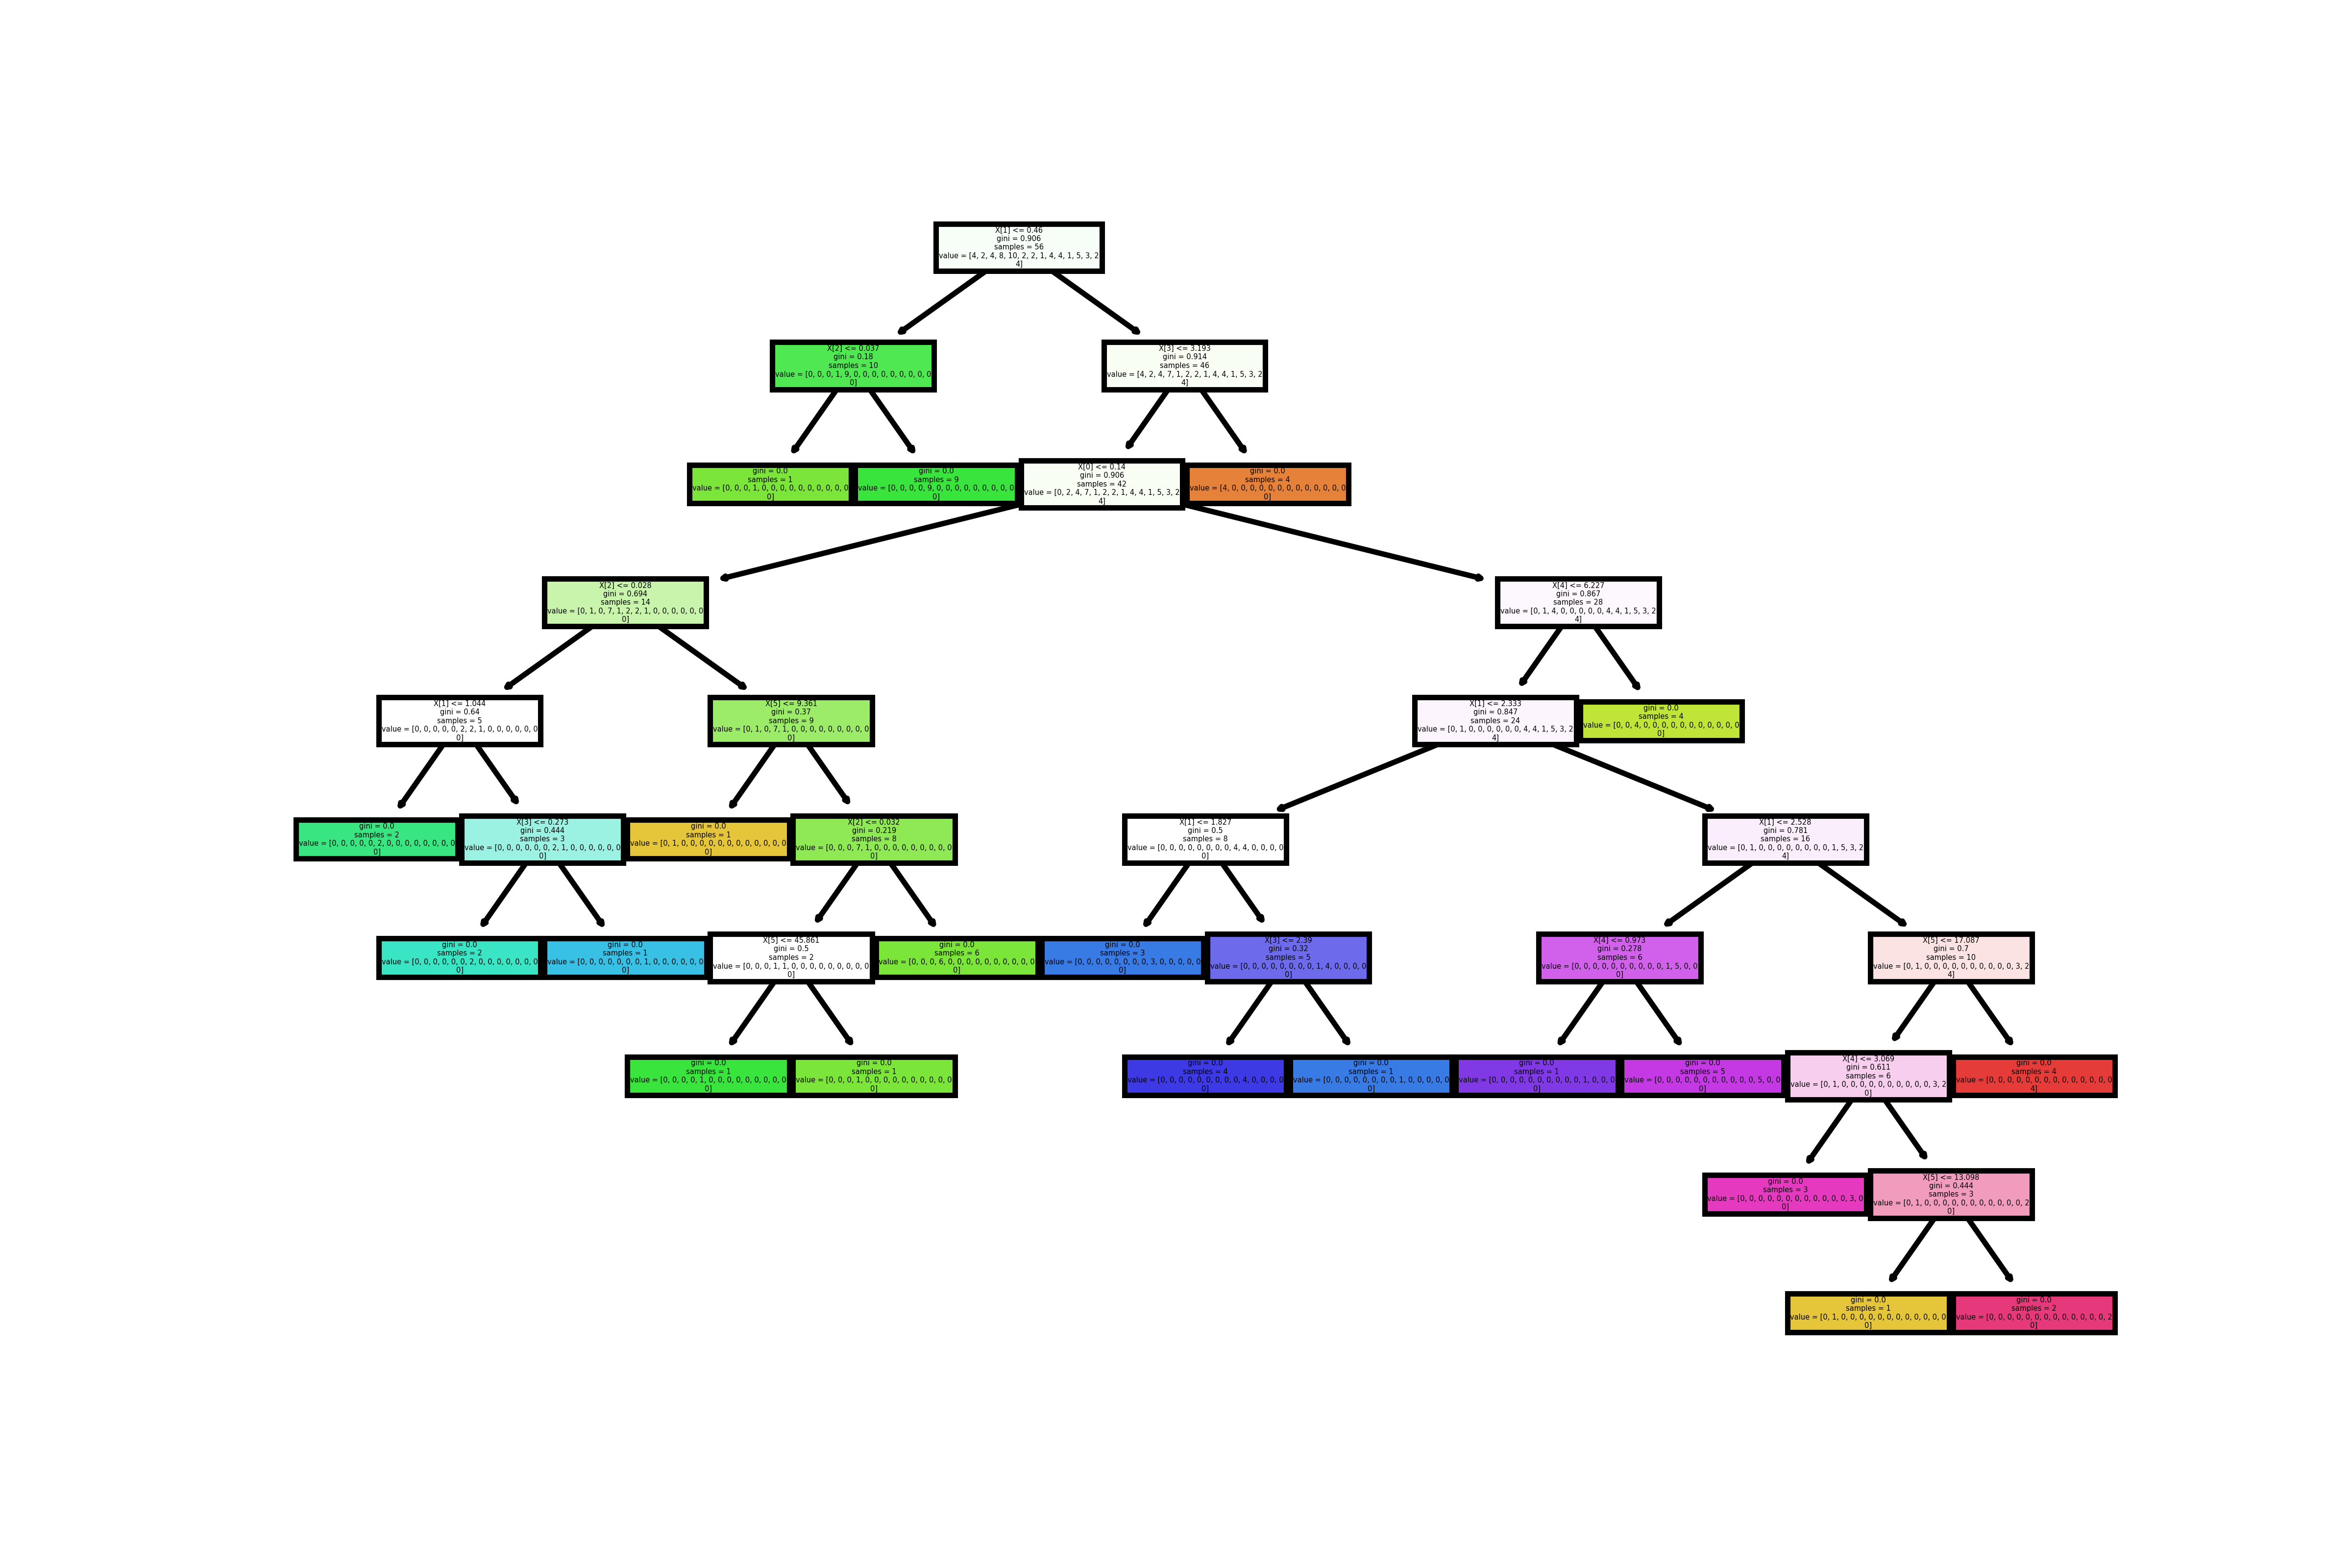 X[1] <= 0.46
gini = 0.906
samples = 56
value = [4, 2, 4, 8, 10, 2, 2, 1, 4, 4, 1, 5, 3, 2
4]
X[2] <= 0.037
gini = 0.18
samples = 10
value = [0, 0, 0, 1, 9, 0, 0, 0, 0, 0, 0, 0, 0, 0
0]
X[3] <= 3.193
gini = 0.914
samples = 46
value = [4, 2, 4, 7, 1, 2, 2, 1, 4, 4, 1, 5, 3, 2
4]
gini = 0.0
samples = 1
value = [0, 0, 0, 1, 0, 0, 0, 0, 0, 0, 0, 0, 0, 0
0]
gini = 0.0
samples = 9
value = [0, 0, 0, 0, 9, 0, 0, 0, 0, 0, 0, 0, 0, 0
0]
X[0] <= 0.14
gini = 0.906
samples = 42
value = [0, 2, 4, 7, 1, 2, 2, 1, 4, 4, 1, 5, 3, 2
4]
gini = 0.0
samples = 4
value = [4, 0, 0, 0, 0, 0, 0, 0, 0, 0, 0, 0, 0, 0
0]
X[2] <= 0.028
gini = 0.694
samples = 14
value = [0, 1, 0, 7, 1, 2, 2, 1, 0, 0, 0, 0, 0, 0
0]
X[4] <= 6.227
gini = 0.867
samples = 28
value = [0, 1, 4, 0, 0, 0, 0, 0, 4, 4, 1, 5, 3, 2
4]
X[1] <= 1.044
gini = 0.64
samples = 5
value = [0, 0, 0, 0, 0, 2, 2, 1, 0, 0, 0, 0, 0, 0
0]
X[5] <= 9.361
gini = 0.37
samples = 9
value = [0, 1, 0, 7, 1, 0, 0, 0, 0, 0, 0, 0, 0, 0
0]
X[1] <= 2.333
gini = 0.847
samples = 24
value = [0, 1, 0, 0, 0, 0, 0, 0, 4, 4, 1, 5, 3, 2
4]
gini = 0.0
samples = 4
value = [0, 0, 4, 0, 0, 0, 0, 0, 0, 0, 0, 0, 0, 0
0]
gini = 0.0
samples = 2
value = [0, 0, 0, 0, 0, 2, 0, 0, 0, 0, 0, 0, 0, 0
0]
X[3] <= 0.273
gini = 0.444
samples = 3
value = [0, 0, 0, 0, 0, 0, 2, 1, 0, 0, 0, 0, 0, 0
0]
gini = 0.0
samples = 1
value = [0, 1, 0, 0, 0, 0, 0, 0, 0, 0, 0, 0, 0, 0
0]
X[2] <= 0.032
gini = 0.219
samples = 8
value = [0, 0, 0, 7, 1, 0, 0, 0, 0, 0, 0, 0, 0, 0
0]
X[1] <= 1.827
gini = 0.5
samples = 8
value = [0, 0, 0, 0, 0, 0, 0, 0, 4, 4, 0, 0, 0, 0
0]
X[1] <= 2.528
gini = 0.781
samples = 16
value = [0, 1, 0, 0, 0, 0, 0, 0, 0, 0, 1, 5, 3, 2
4]
gini = 0.0
samples = 2
value = [0, 0, 0, 0, 0, 0, 2, 0, 0, 0, 0, 0, 0, 0
0]
gini = 0.0
samples = 1
value = [0, 0, 0, 0, 0, 0, 0, 1, 0, 0, 0, 0, 0, 0
0]
X[5] <= 45.861
gini = 0.5
samples = 2
value = [0, 0, 0, 1, 1, 0, 0, 0, 0, 0, 0, 0, 0, 0
0]
gini = 0.0
samples = 6
value = [0, 0, 0, 6, 0, 0, 0, 0, 0, 0, 0, 0, 0, 0
0]
gini = 0.0
samples = 3
value = [0, 0, 0, 0, 0, 0, 0, 0, 3, 0, 0, 0, 0, 0
0]
X[3] <= 2.39
gini = 0.32
samples = 5
value = [0, 0, 0, 0, 0, 0, 0, 0, 1, 4, 0, 0, 0, 0
0]
X[4] <= 0.973
gini = 0.278
samples = 6
value = [0, 0, 0, 0, 0, 0, 0, 0, 0, 0, 1, 5, 0, 0
0]
X[5] <= 17.087
gini = 0.7
samples = 10
value = [0, 1, 0, 0, 0, 0, 0, 0, 0, 0, 0, 0, 3, 2
4]
gini = 0.0
samples = 1
value = [0, 0, 0, 0, 1, 0, 0, 0, 0, 0, 0, 0, 0, 0
0]
gini = 0.0
samples = 1
value = [0, 0, 0, 1, 0, 0, 0, 0, 0, 0, 0, 0, 0, 0
0]
gini = 0.0
samples = 4
value = [0, 0, 0, 0, 0, 0, 0, 0, 0, 4, 0, 0, 0, 0
0]
gini = 0.0
samples = 1
value = [0, 0, 0, 0, 0, 0, 0, 0, 1, 0, 0, 0, 0, 0
0]
gini = 0.0
samples = 1
value = [0, 0, 0, 0, 0, 0, 0, 0, 0, 0, 1, 0, 0, 0
0]
gini = 0.0
samples = 5
value = [0, 0, 0, 0, 0, 0, 0, 0, 0, 0, 0, 5, 0, 0
0]
X[4] <= 3.069
gini = 0.611
samples = 6
value = [0, 1, 0, 0, 0, 0, 0, 0, 0, 0, 0, 0, 3, 2
0]
gini = 0.0
samples = 4
value = [0, 0, 0, 0, 0, 0, 0, 0, 0, 0, 0, 0, 0, 0
4]
gini = 0.0
samples = 3
value = [0, 0, 0, 0, 0, 0, 0, 0, 0, 0, 0, 0, 3, 0
0]
X[5] <= 13.098
gini = 0.444
samples = 3
value = [0, 1, 0, 0, 0, 0, 0, 0, 0, 0, 0, 0, 0, 2
0]
gini = 0.0
samples = 1
value = [0, 1, 0, 0, 0, 0, 0, 0, 0, 0, 0, 0, 0, 0
0]
gini = 0.0
samples = 2
value = [0, 0, 0, 0, 0, 0, 0, 0, 0, 0, 0, 0, 0, 2
0]